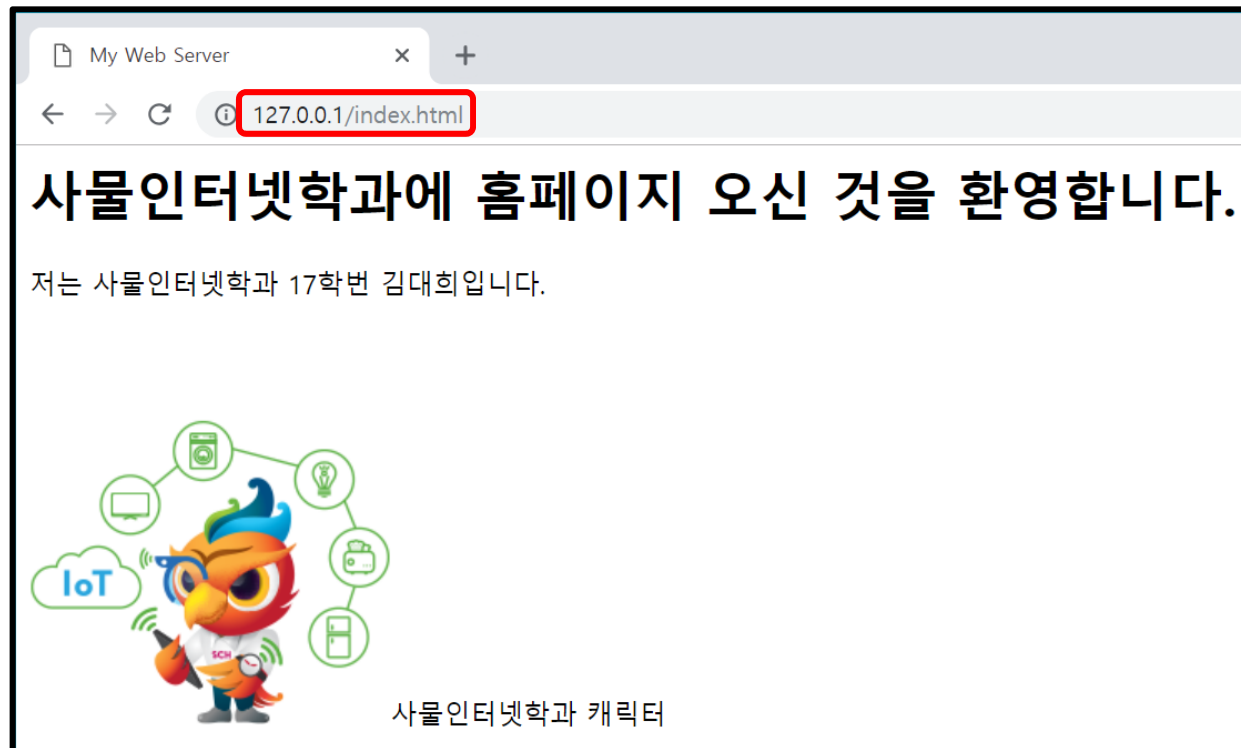 My Web Server
127.0.0.1/index.html
사물인터넷학과에 홈페이지 오신 것을 환영합니다.
저는 사물인터넷학과 17학번 김대희입니다.
IoT
SCH
사물인터넷학과 캐릭터